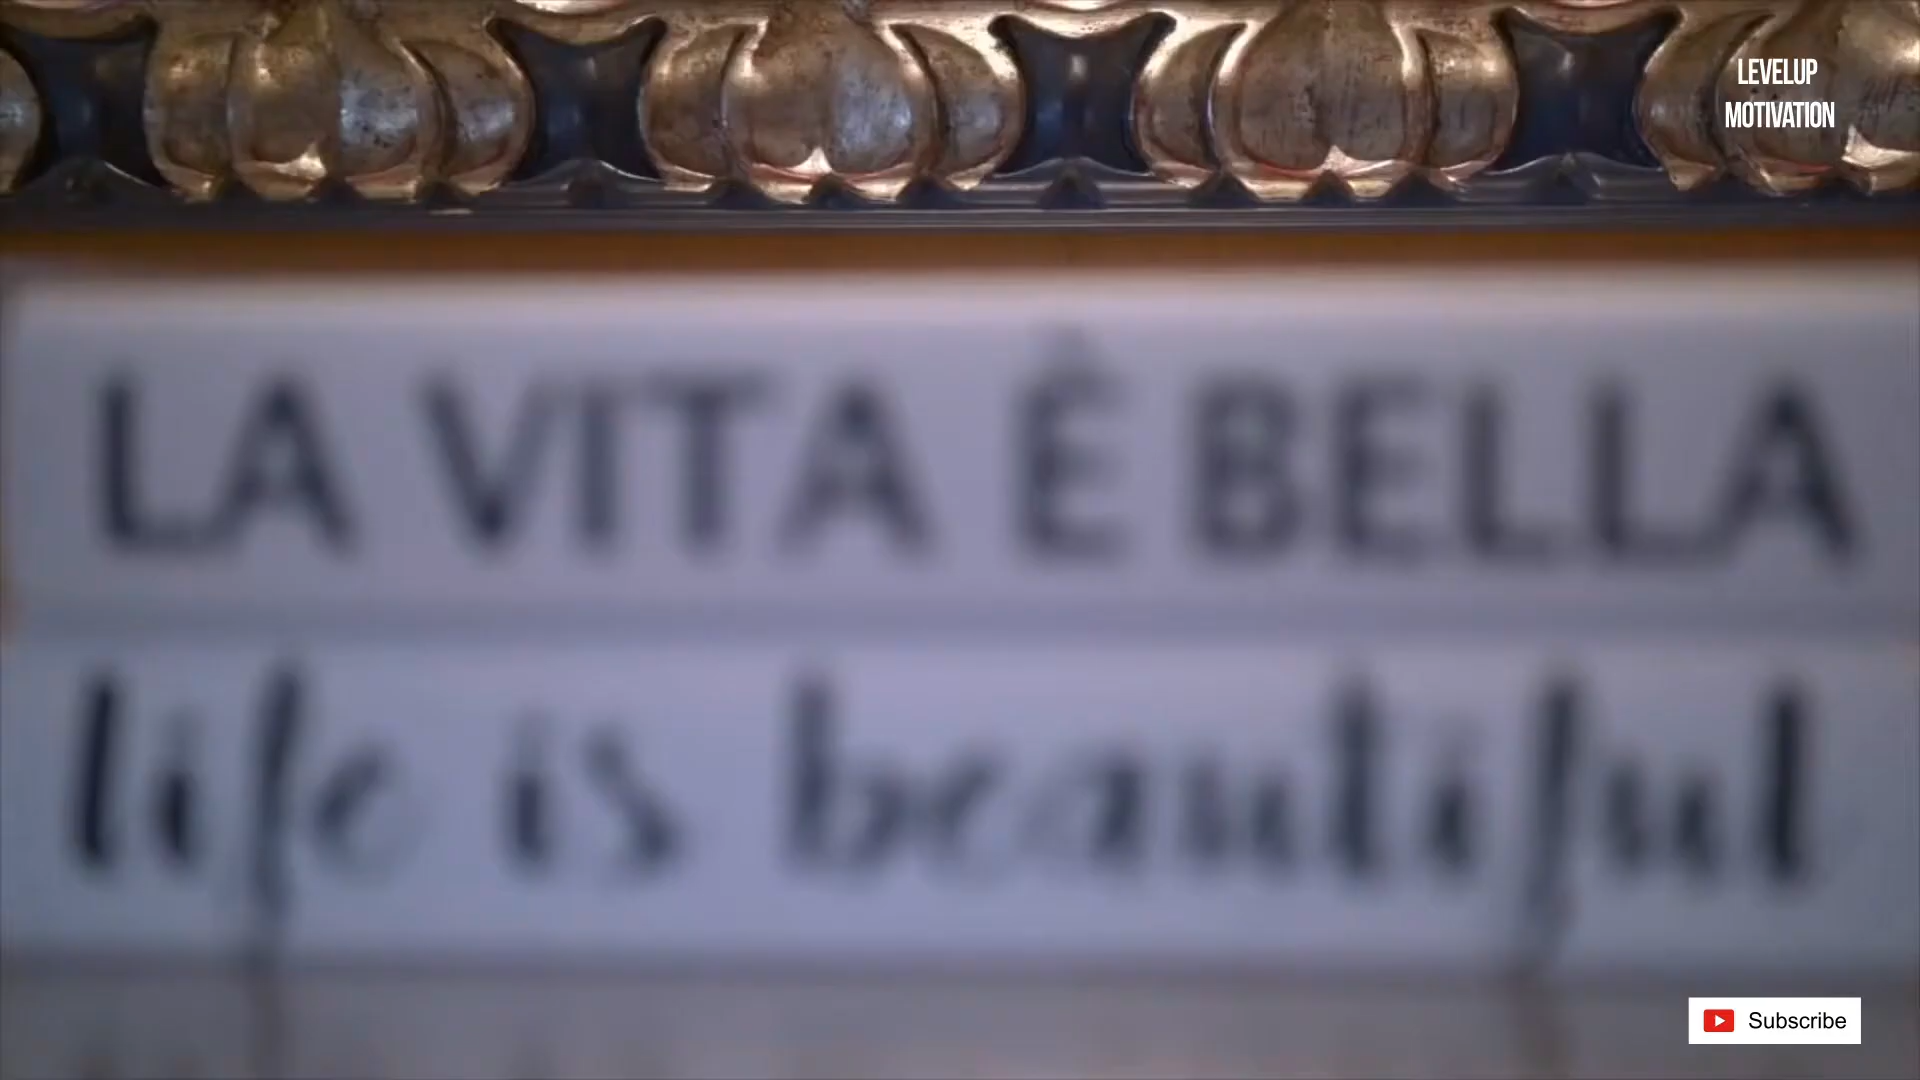 LEVELUP
MOTIVATION
LA VITA È BELLA
life is beautiful
Subscribe